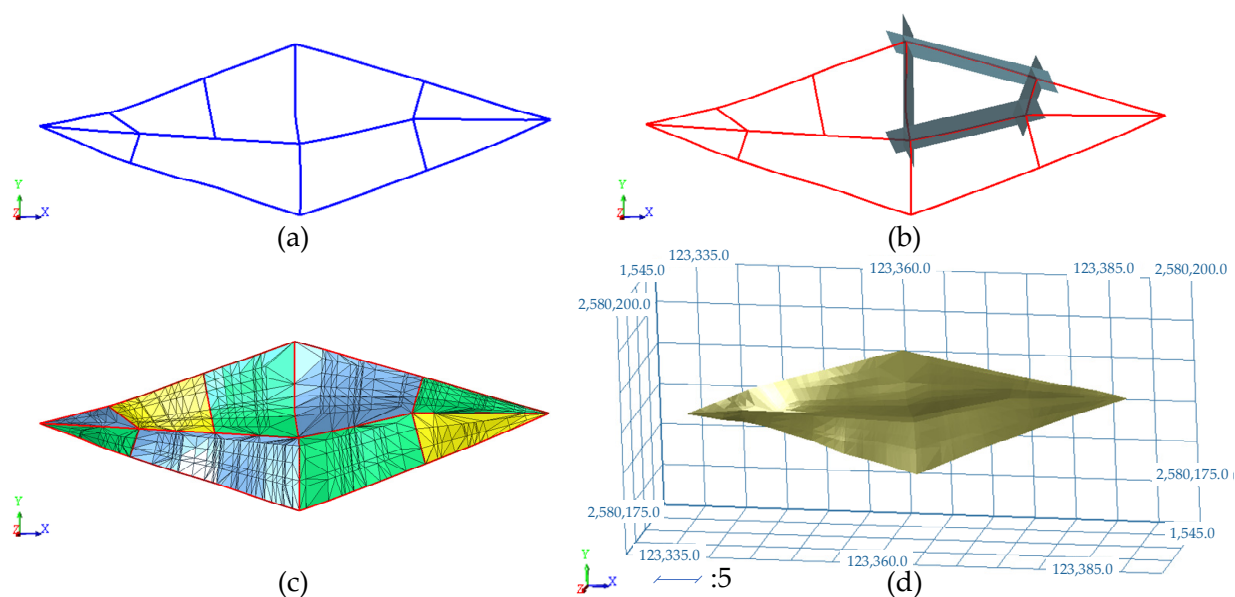 Y
Z X
(a)
Y
Z X
(b)
Y
Z X
(c)
123,335.0 123,360.0 123,385.0 2,580,200.0
1,545.0
2,580,200.0
2,580,175.0
2,580,175.0
1,545.0
123,335.0 123,360.0 123,385.0
Y
Z X
:5
(d)